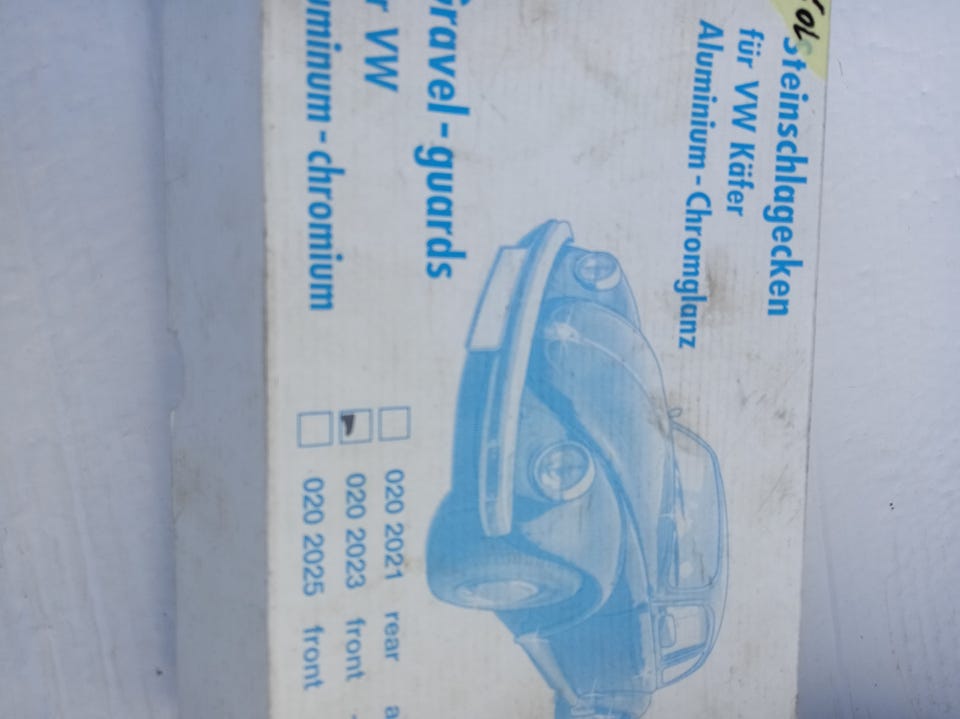 Steinschlagecken
für VW Käfer
Aluminium-Chromglanz
Gravel-guards
VW
aluminum-chromium
020 2021 rear
020 2023 front
020 2025 front